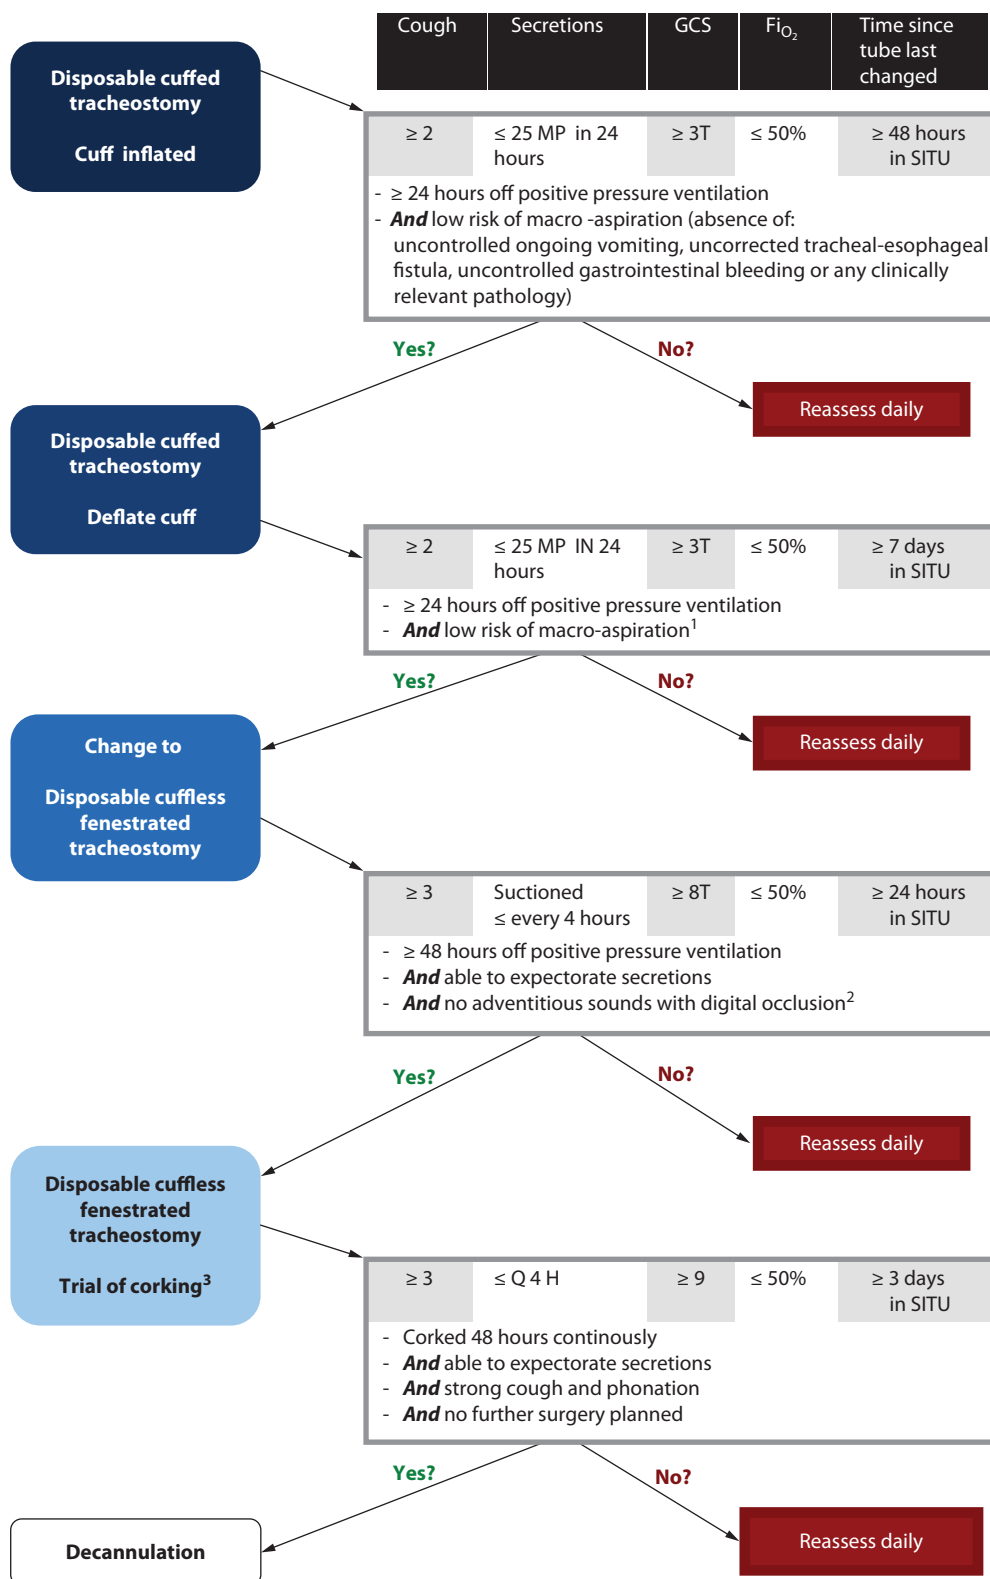 Cough Secretions GCS FiO2 Time since
tube last
changed
Disposable cuffed
tracheostomy
Cuff inflated
≥ 2 ≤ 25 MP in 24 ≥ 3T ≤ 50% ≥ 48 hours
hours in SITU
- ≥ 24 hours off positive pressure ventilation
- And low risk of macro -aspiration (absence of:
uncontrolled ongoing vomiting, uncorrected tracheal-esophageal
fistula, uncontrolled gastrointestinal bleeding or any clinically
relevant pathology)
Yes? No?
Reassess daily
Disposable cuffed
tracheostomy
Deflate cuff
≥ 2 ≤ 25 MP IN 24 ≥ 3T ≤ 50% ≥ 7 days
hours in SITU
- ≥ 24 hours off positive pressure ventilation
- And low risk of macro-aspiration1
Yes? No?
Reassess daily
Change to
Disposable cuffless
fenestrated
tracheostomy
≥ 3 Suctioned ≥ 8T ≤ 50% ≥ 24 hours
≤ every 4 hours in SITU
- ≥ 48 hours off positive pressure ventilation
- And able to expectorate secretions
- And no adventitious sounds with digital occlusion2
Yes? No?
Reassess daily
Disposable cuffless
fenestrated
tracheostomy
Trial of corking3
≥ 3 ≤ Q 4 H ≥ 9 ≤ 50% ≥ 3 days
in SITU
- Corked 48 hours continously
- And able to expectorate secretions
- And strong cough and phonation
- And no further surgery planned
Yes? No?
Reassess daily
Decannulation